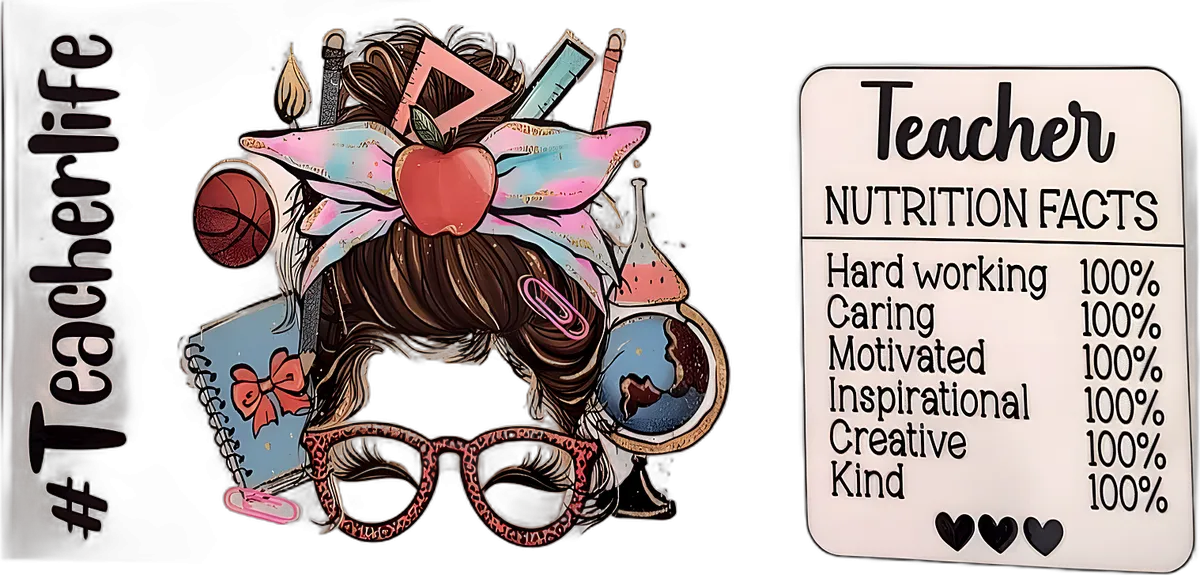 #Teacherlife
Teacher
NUTRITION FACTS
Hard working 100%
Caring 100%
Motivated 100%
Inspirational 100%
Creative 100%
Kind 100%